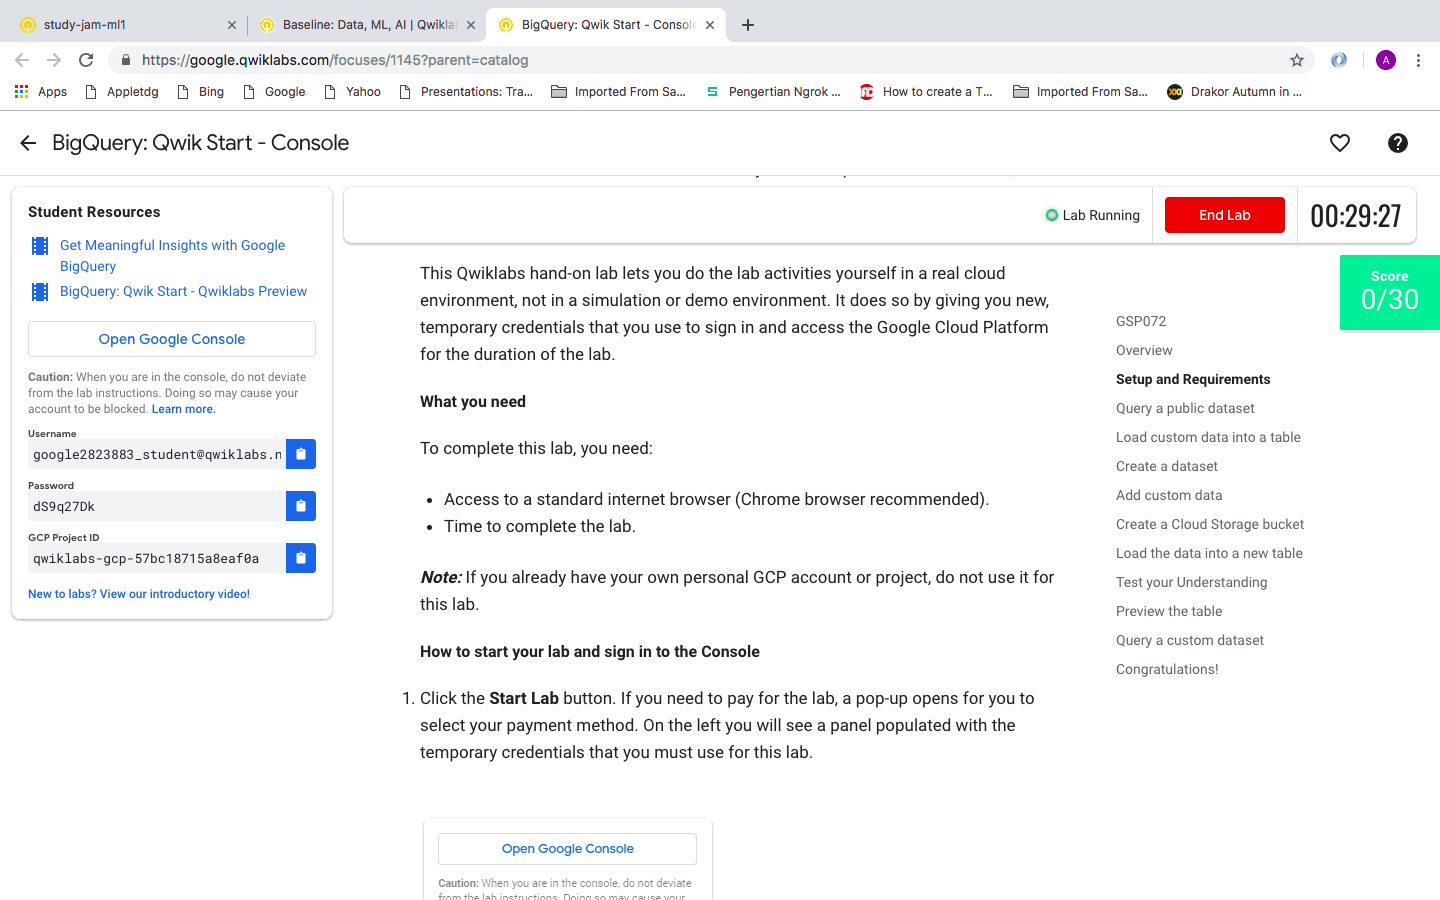 study-jam-ml1
Baseline: Data, ML, AI | Qwikla
BigQuery: Qwik Start - Console
https://google.qwiklabs.com/focuses/1145?parent=catalog
A
Apps
Appletdg
Bing
Google
Yahoo
Presentations: Tra...
Imported From Sa...
Pengertian Ngrok ...
How to create a T...
Imported From Sa...
Drakor Autumn in ...
BigQuery: Qwik Start - Console
Student Resources
Get Meaningful Insights with Google
BigQuery
BigQuery: Qwik Start - Qwiklabs Preview
Open Google Console
Caution: When you are in the console, do not deviate
from the lab instructions. Doing so may cause your
account to be blocked. Learn more.
Username
google2823883_student@qwiklabs.n
Password
dS9q27Dk
GCP Project ID
qwiklabs-gcp-57bc18715a8eaf0a
New to labs? View our introductory video!
Lab Running
End Lab
00:29:27
This Qwiklabs hand-on lab lets you do the lab activities yourself in a real cloud
environment, not in a simulation or demo environment. It does so by giving you new,
temporary credentials that you use to sign in and access the Google Cloud Platform
for the duration of the lab.
What you need
To complete this lab, you need:
• Access to a standard internet browser (Chrome browser recommended).
• Time to complete the lab.
Note: If you already have your own personal GCP account or project, do not use it for
this lab.
How to start your lab and sign in to the Console
1. Click the Start Lab button. If you need to pay for the lab, a pop-up opens for you to
select your payment method. On the left you will see a panel populated with the
temporary credentials that you must use for this lab.
Open Google Console
Caution: When you are in the console, do not deviate
from the lab instructions. Doing so may cause your
Score
0/30
GSP072
Overview
Setup and Requirements
Query a public dataset
Load custom data into a table
Create a dataset
Add custom data
Create a Cloud Storage bucket
Load the data into a new table
Test your Understanding
Preview the table
Query a custom dataset
Congratulations!